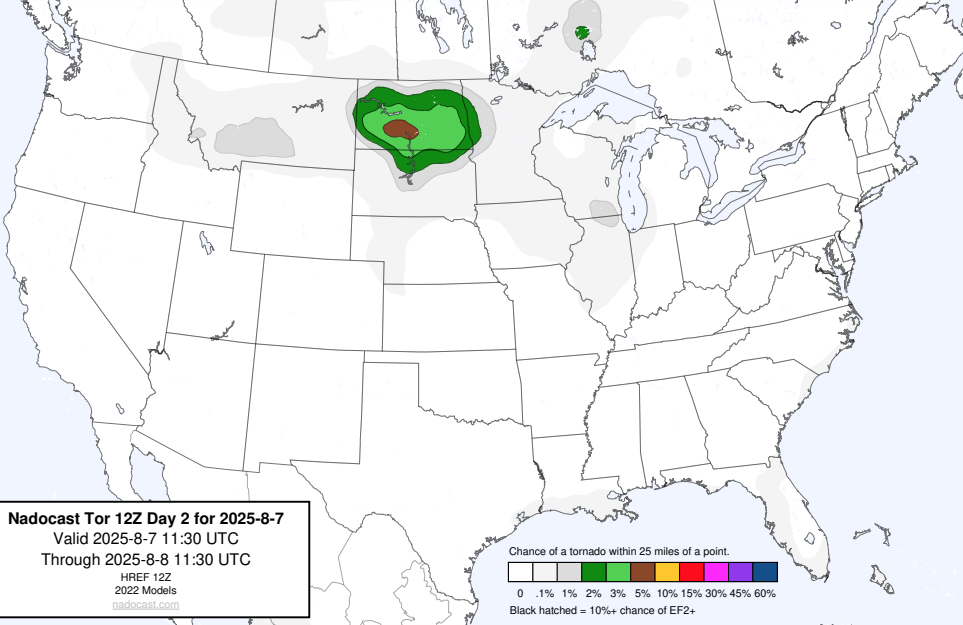 Nadocast Tor 12Z Day 2 for 2025-8-7
Valid 2025-8-7 11:30 UTC
Through 2025-8-8 11:30 UTC
HREF 12Z
2022 Models
nadocast.com
Chance of a tornado within 25 miles of a point.
0 .1% 1% 2% 3% 5% 10% 15% 30% 45% 60%
Black hatched = 10%+ chance of EF2+